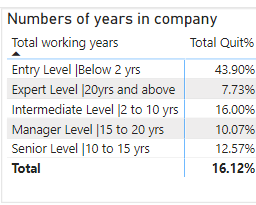 Numbers of years in company
Total working years Total Quit%
Entry Level |Below 2 yrs 43.90%
Expert Level |20yrs and above 7.73%
Intermediate Level |2 to 10 yrs 16.00%
Manager Level |15 to 20 yrs 10.07%
Senior Level |10 to 15 yrs 12.57%
Total 16.12%